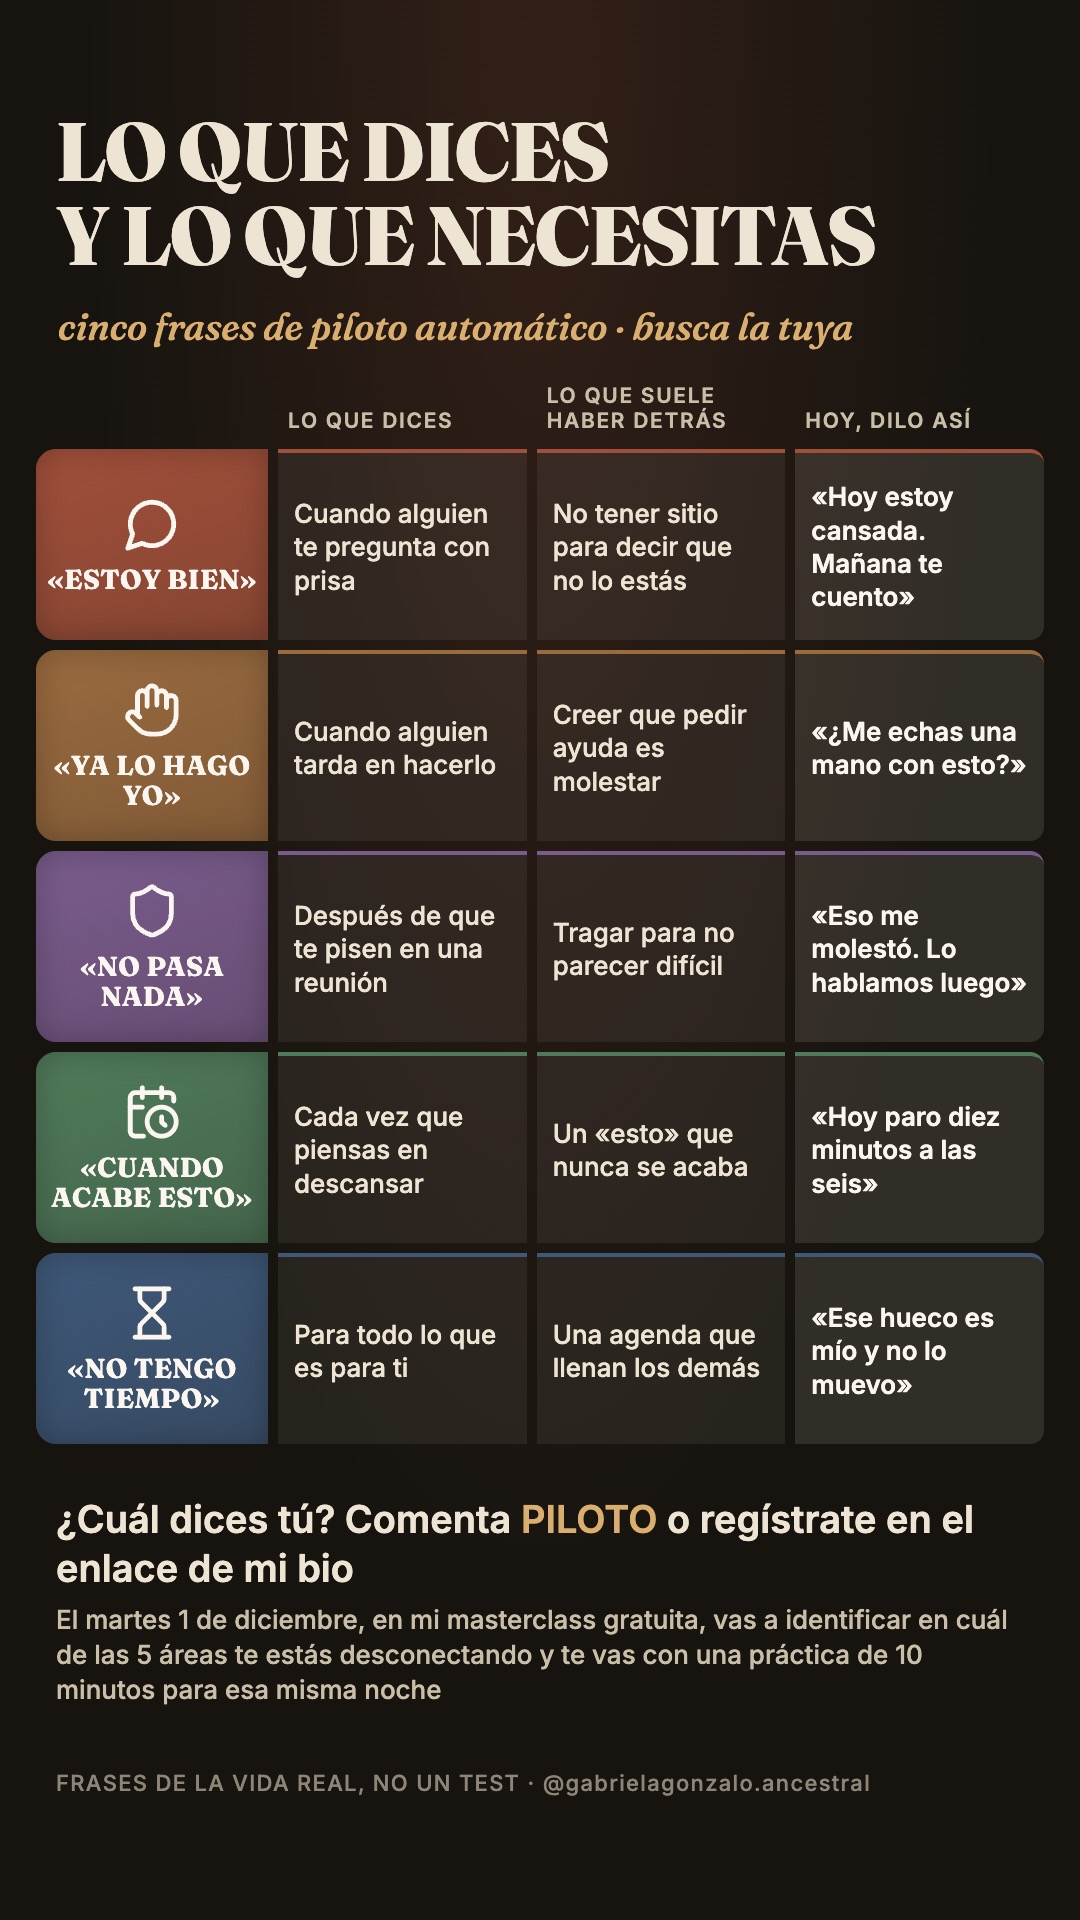 LO QUE DICES
Y LO QUE NECESITAS
cinco frases de piloto automático · busca la tuya
LO QUE DICES
LO QUE SUELE
HABER DETRÁS
HOY, DILO ASÍ
«ESTOY BIEN»
Cuando alguien
te pregunta con
prisa
No tener sitio
para decir que
no lo estás
«Hoy estoy
cansada.
Mañana te
cuento»
«YA LO HAGO
YO»
Cuando alguien
tarda en hacerlo
Creer que pedir
ayuda es
molestar
«¿Me echas una
mano con esto?»
«NO PASA
NADA»
Después de que
te pisen en una
reunión
Tragar para no
parecer difícil
«Eso me
molestó. Lo
hablamos luego»
«CUANDO
ACABE ESTO»
Cada vez que
piensas en
descansar
Un «esto» que
nunca se acaba
«Hoy paro diez
minutos a las
seis»
«NO TENGO
TIEMPO»
Para todo lo que
es para ti
Una agenda que
llenan los demás
«Ese hueco es
mío y no lo
muevo»
¿Cuál dices tú? Comenta PILOTO o regístrate en el
enlace de mi bio
El martes 1 de diciembre, en mi masterclass gratuita, vas a identificar en cuál
de las 5 áreas te estás desconectando y te vas con una práctica de 10
minutos para esa misma noche
FRASES DE LA VIDA REAL, NO UN TEST · @gabrielagonzalo.ancestral